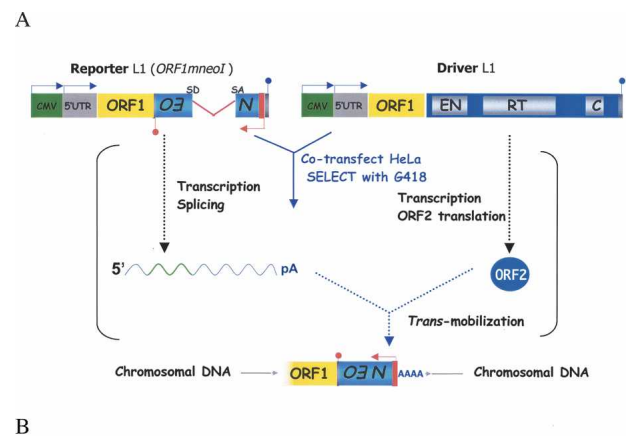 A
Reporter L1 (ORF1mneoI)
Driver L1
SD
SA
CMV 5'UTR ORF1 EO N
CMV 5'UTR ORF1 EN RT C
Co-transfect HeLa
SELECT with G418
Transcription
Splicing
Transcription
ORF2 translation
5' pA
ORF2
Trans-mobilization
Chromosomal DNA
ORF1 NEO AAAA
Chromosomal DNA
B